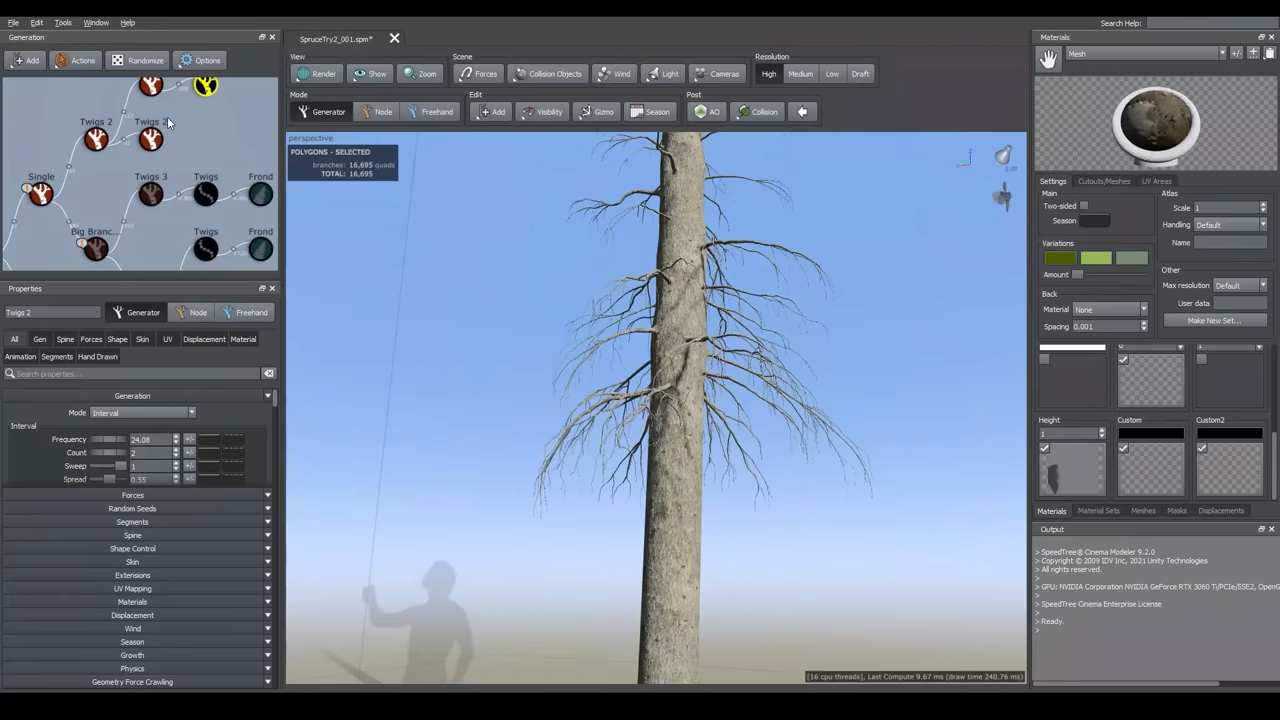 File Edit Tools Window Help
Search Help:
Generation
Add Actions Randomize Options
Twigs 2 Twigs 2
Single Twigs 3 Twigs Frond
Big Branc... Twigs Frond
Properties
Twigs 2 Generator Node Freehand
All Gen Spine Forces Shape Skin UV Displacement Material
Animation Segments Hand Drawn
Search properties...
Generation
Mode Interval
Interval
Frequency 24.08 +/-
Count 2 +/-
Sweep 1 +/-
Spread 0.55 +/-
Forces
Random Seeds
Segments
Spine
Shape Control
Skin
Extensions
UV Mapping
Materials
Displacement
Wind
Season
Growth
Physics
Geometry Force Crawling
SpruceTry2_001.spm*
View Scene Resolution
Render Show Zoom Forces Collision Objects Wind Light Cameras High Medium Low Draft
Mode Edit Post
Generator Node Freehand Add Visibility Gizmo Season AO Collision
perspective
POLYGONS - SELECTED
branches: 16,695 quads
TOTAL: 16,695
[16 cpu threads], Last Compute 9.67 ms (draw time 240.76 ms)
Materials
Mesh +/-
Settings Cutouts/Meshes UV Areas
Main Atlas
Two-sided Scale 1
Season Handling Default
Name
Variations
Other
Amount Max resolution Default
Back User data
Material None Make New Set...
Spacing 0.001
Height Custom Custom2
1
Materials Material Sets Meshes Masks Displacements
Output
> SpeedTree® Cinema Modeler 9.2.0
> Copyright © 2009 IDV Inc, 2021 Unity Technologies
> All rights reserved.
>
> GPU: NVIDIA Corporation NVIDIA GeForce RTX 3060 Ti/PCIe/SSE2, OpenG
>
> SpeedTree Cinema Enterprise License
>
> Ready.
>